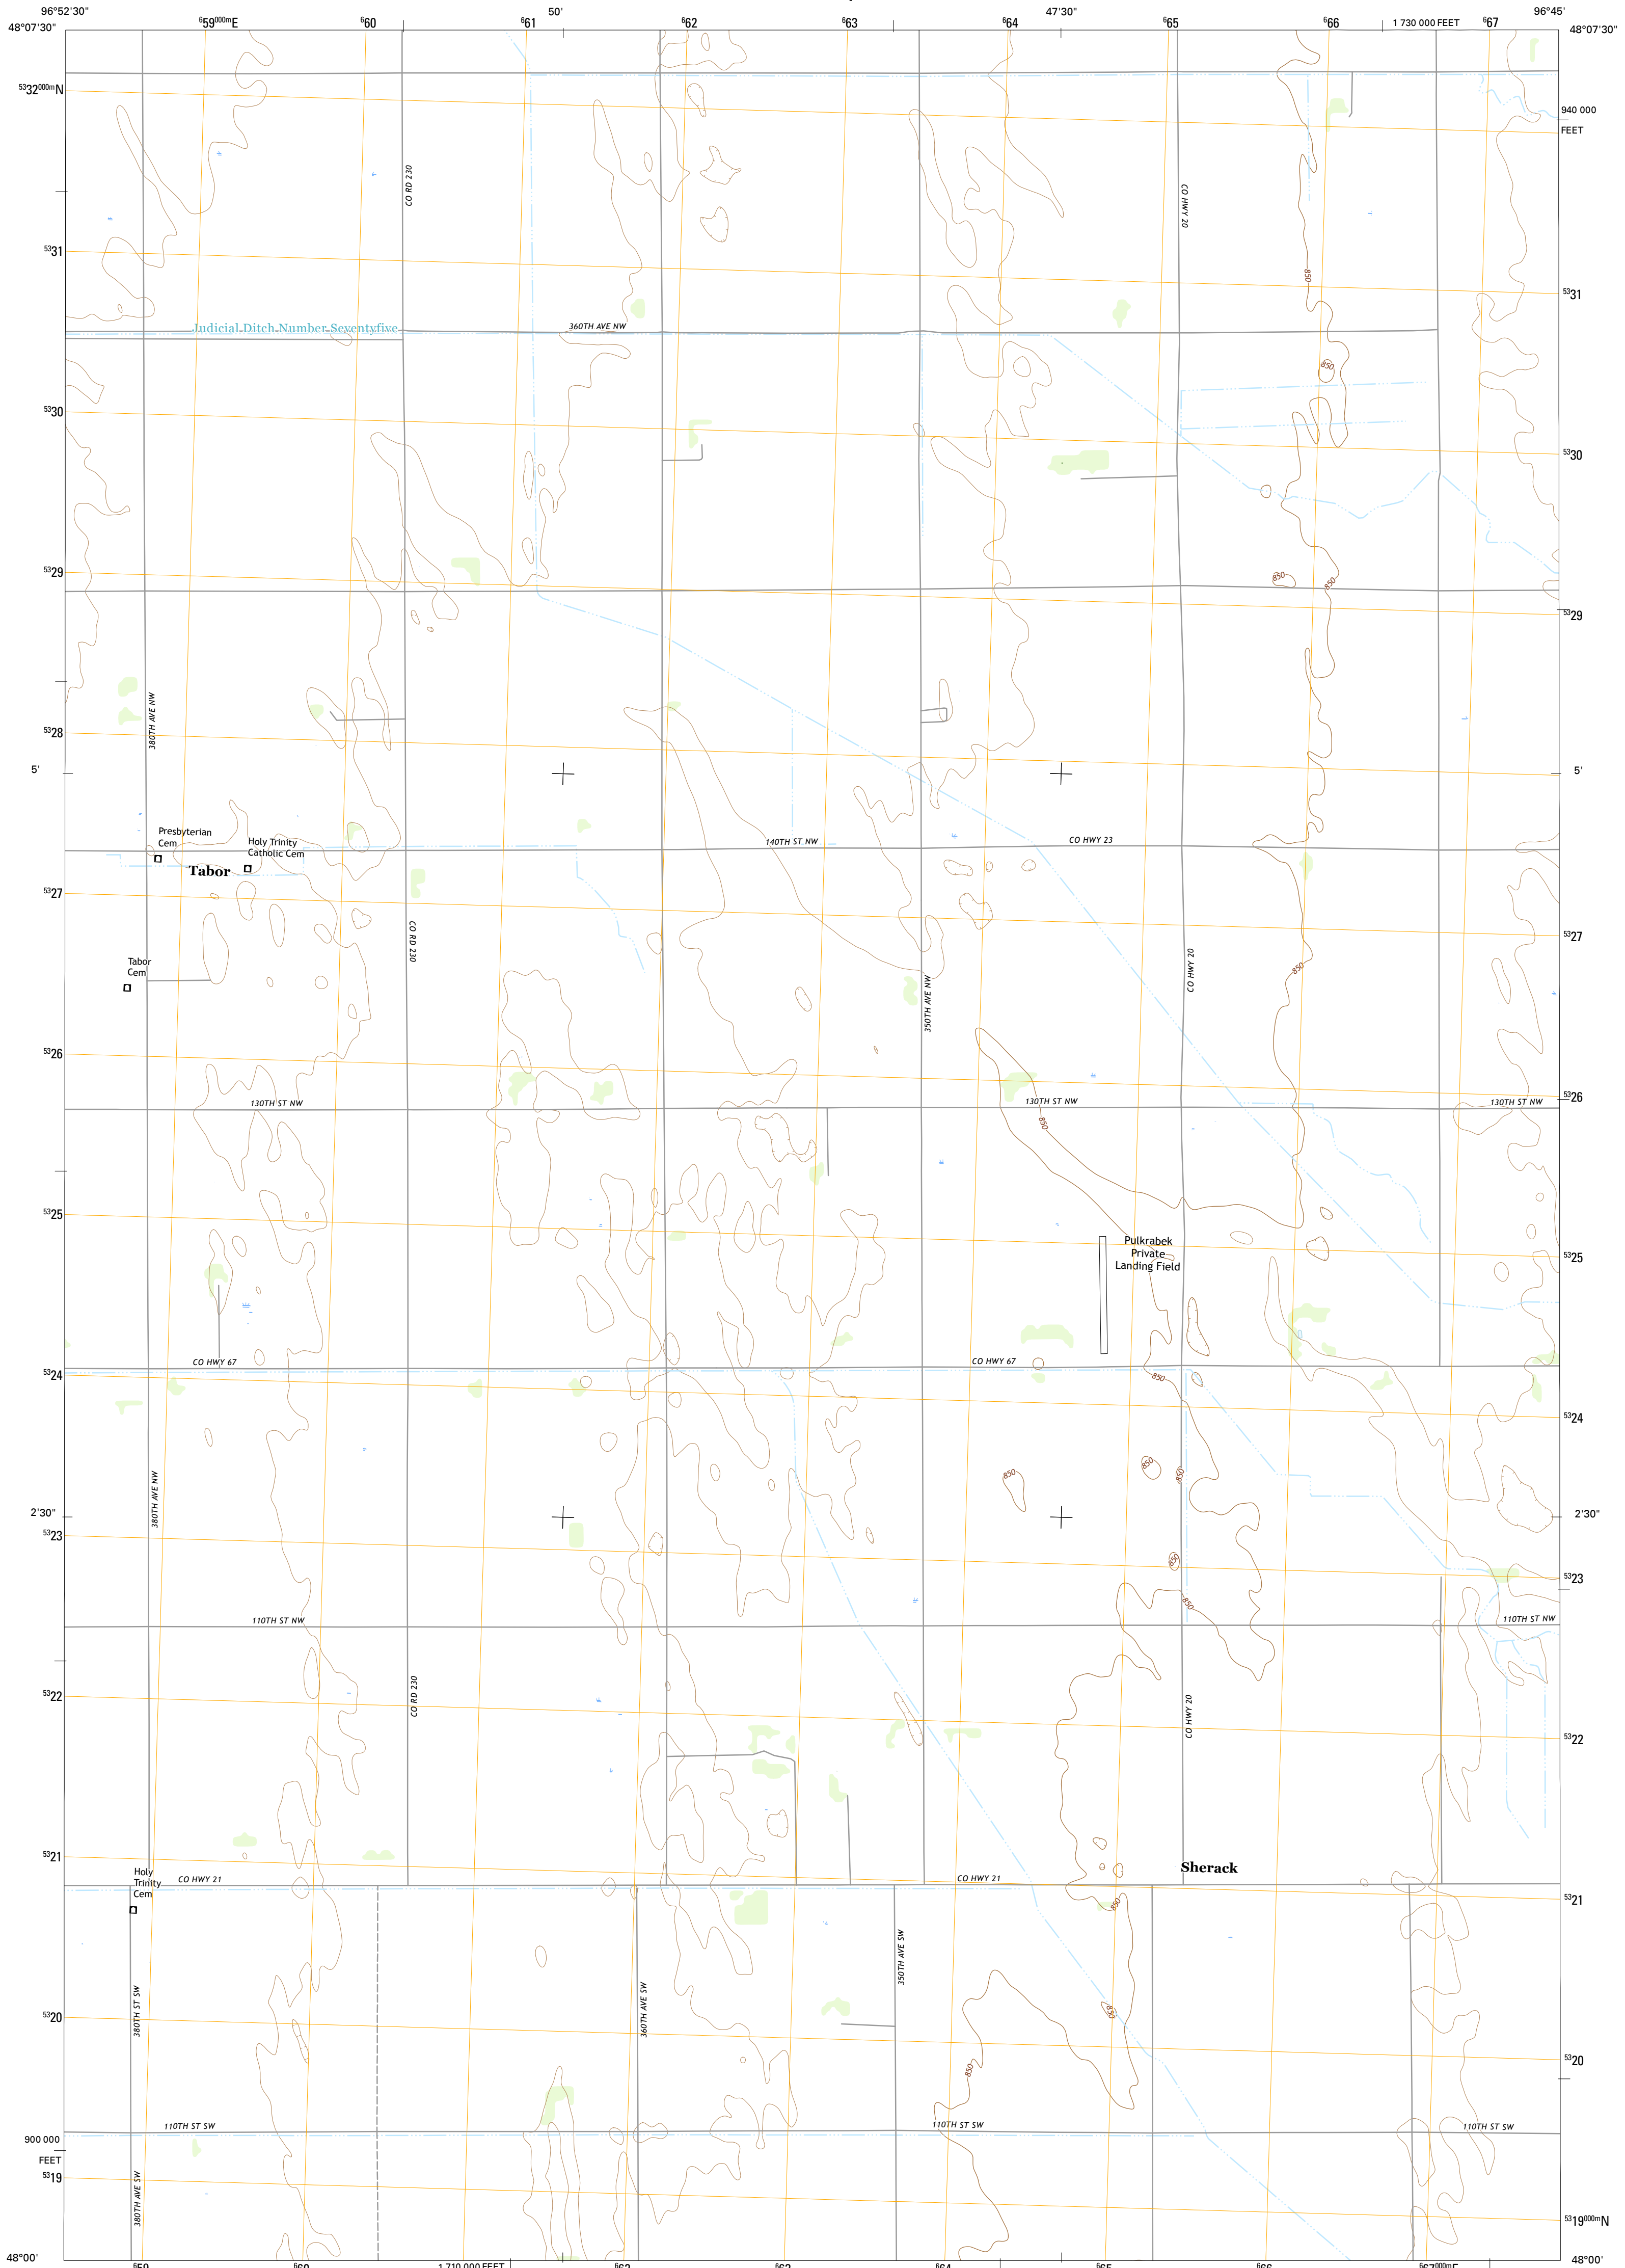 96°52'30"
659000mE
660
661
50'
662
663
664
47'30"
665
666
1 730 000 FEET
667
96°45'
48°07'30"
48°07'30"
5332000mN
940 000
FEET
CO RD 230
CO HWY 20
850
5331
5331
Judicial Ditch Number Seventyfive
360TH AVE NW
850
5330
5330
5329
850
850
5329
380TH AVE NW
5328
5'
5'
Presbyterian
Cem
Holy Trinity
Catholic Cem
Tabor
140TH ST NW
CO HWY 23
5327
5327
CO RD 230
Tabor
Cem
350TH AVE NW
CO HWY 20
850
5326
5326
130TH ST NW
130TH ST NW
130TH ST NW
850
5325
5325
Pulkrabek
Private
Landing Field
CO HWY 67
CO HWY 67
5324
850
5324
380TH AVE NW
850
850
850
2'30"
2'30"
5323
850
5323
850
110TH ST NW
110TH ST NW
CO RD 230
CO HWY 20
5322
5322
5321
Sherack
Holy
Trinity
Cem
CO HWY 21
CO HWY 21
850
5321
380TH ST SW
360TH AVE SW
350TH AVE SW
850
5320
850
5320
110TH ST SW
110TH ST SW
110TH ST SW
900 000
FEET
5319
380TH AVE SW
5319000mN
48°00'
48°00'